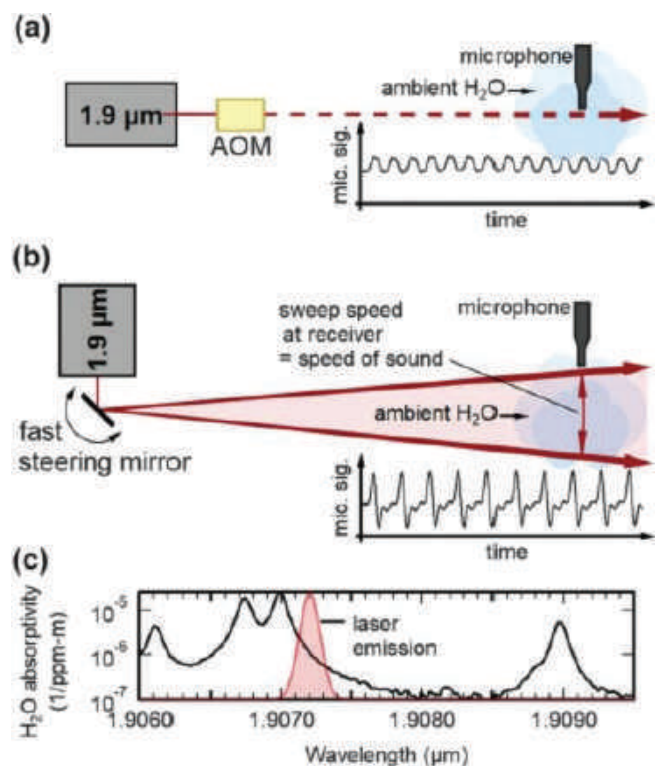 (a)
microphone
ambient H₂O
1.9 µm
AOM
mic. sig.
time
(b)
1.9 µm
sweep speed
at receiver
= speed of sound
microphone
ambient H₂O
fast
steering mirror
mic. sig.
time
(c)
H₂O absorptivity
(1/ppm-m)
10⁻⁵
10⁻⁶
10⁻⁷
laser
emission
1.9060 1.9070 1.9080 1.9090
Wavelength (µm)